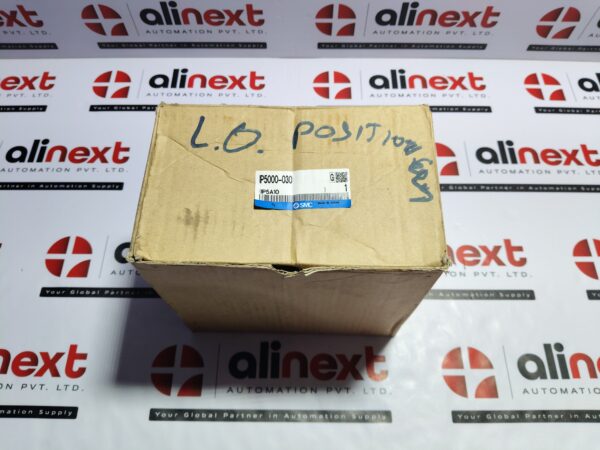 alinext
AUTOMATION PVT. LTD.
Your Global Partner in Automation Supply
L.O. POSITION
P5000-030
G
IP5A10
1
SMC